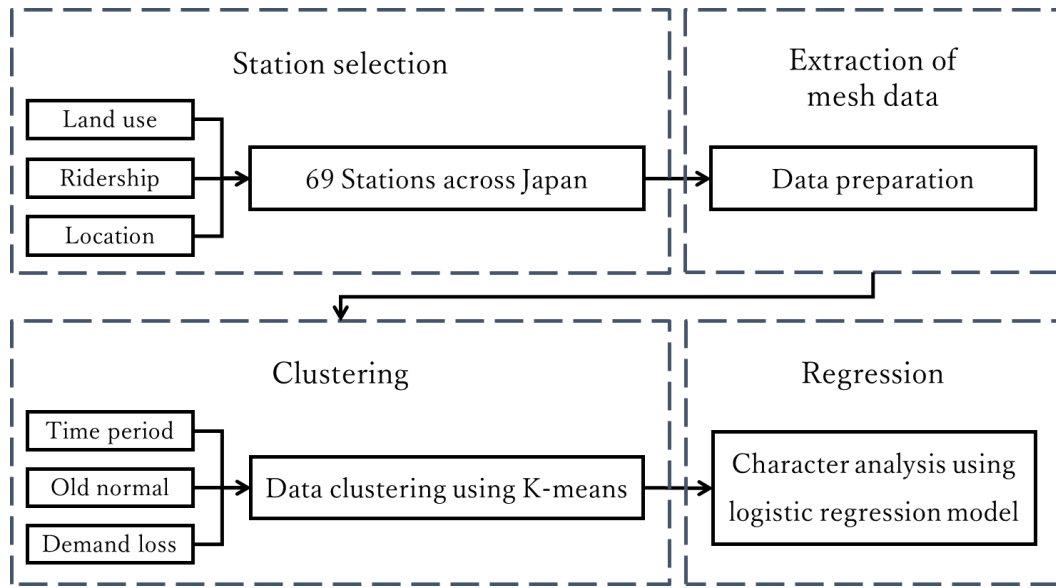 Station selection
Land use
Ridership
Location
69 Stations across Japan
Extraction of
mesh data
Data preparation
Clustering
Time period
Old normal
Demand loss
Data clustering using K-means
Regression
Character analysis using
logistic regression model